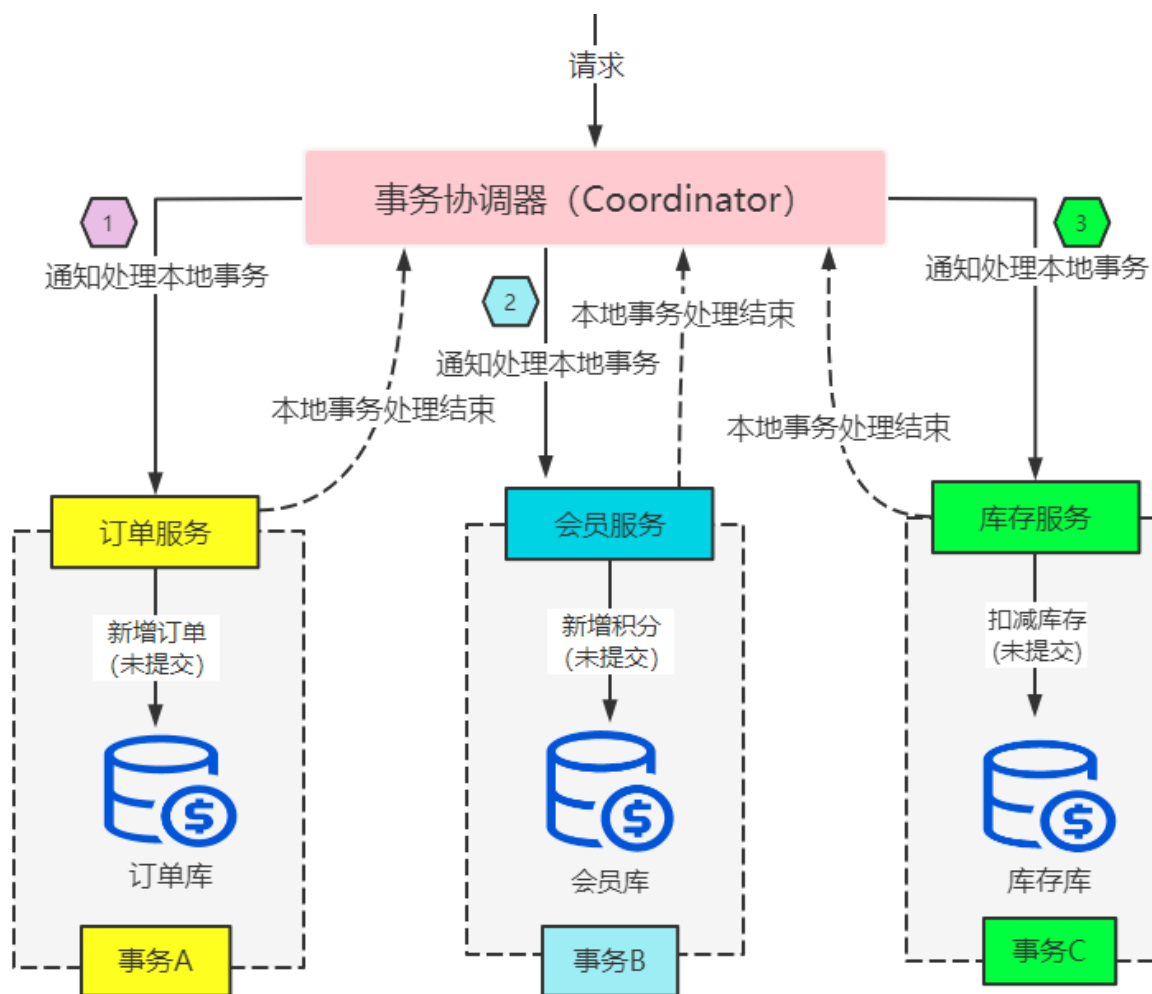 请求
事务协调器（Coordinator）
1
通知处理本地事务
2
通知处理本地事务
3
通知处理本地事务
本地事务处理结束
本地事务处理结束
本地事务处理结束
订单服务
会员服务
库存服务
新增订单
(未提交)
新增积分
(未提交)
扣减库存
(未提交)
$
$
$
订单库
会员库
库存库
事务A
事务B
事务C